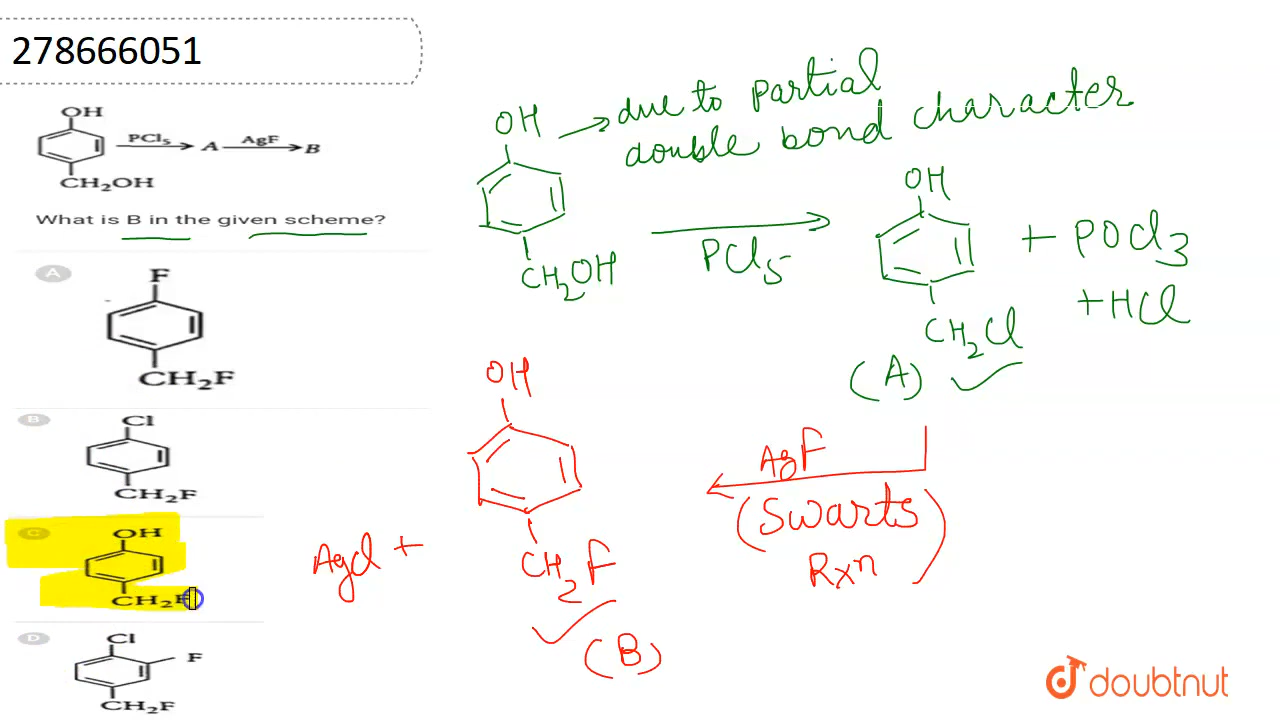 278666051
OH
PCl5 A AgF B
CH2OH
What is B in the given scheme?
A
F
CH2F
B
Cl
CH2F
C
OH
CH2F
D
Cl
F
CH2F
OH → due to partial
double bond character
CH2OH
PCl5
OH
CH2Cl
+ POCl3
+ HCl
(A)
AgF
(Swarts
Rxn)
OH
CH2F
AgCl +
(B)
doubtnut